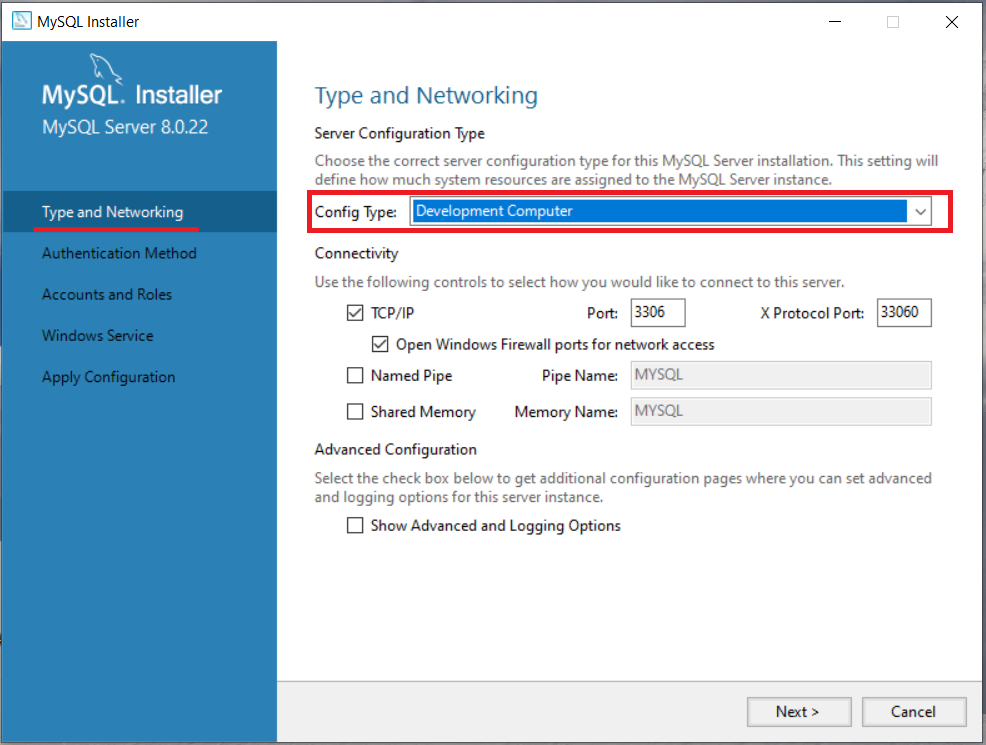 MySQL Installer
MySQL. Installer
MySQL Server 8.0.22
Type and Networking
Authentication Method
Accounts and Roles
Windows Service
Apply Configuration
Type and Networking
Server Configuration Type
Choose the correct server configuration type for this MySQL Server installation. This setting will
define how much system resources are assigned to the MySQL Server instance.
Config Type: Development Computer
Connectivity
Use the following controls to select how you would like to connect to this server.
TCP/IP Port: 3306 X Protocol Port: 33060
Open Windows Firewall ports for network access
Named Pipe Pipe Name: MYSQL
Shared Memory Memory Name: MYSQL
Advanced Configuration
Select the check box below to get additional configuration pages where you can set advanced
and logging options for this server instance.
Show Advanced and Logging Options
Next > Cancel